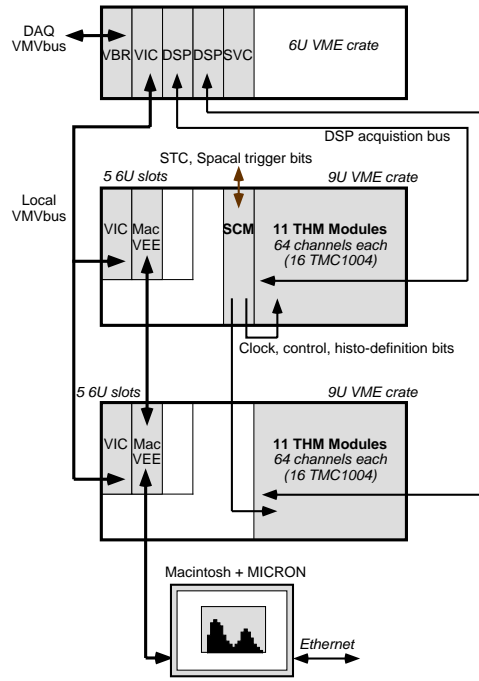 DAQ
VMVbus
VBR VIC DSP DSP SVC
6U VME crate
DSP acquistion bus
STC, Spacal trigger bits
5 6U slots
9U VME crate
Local
VMVbus
VIC Mac
VEE
SCM
11 THM Modules
64 channels each
(16 TMC1004)
Clock, control, histo-definition bits
5 6U slots
9U VME crate
VIC Mac
VEE
11 THM Modules
64 channels each
(16 TMC1004)
Macintosh + MICRON
Ethernet